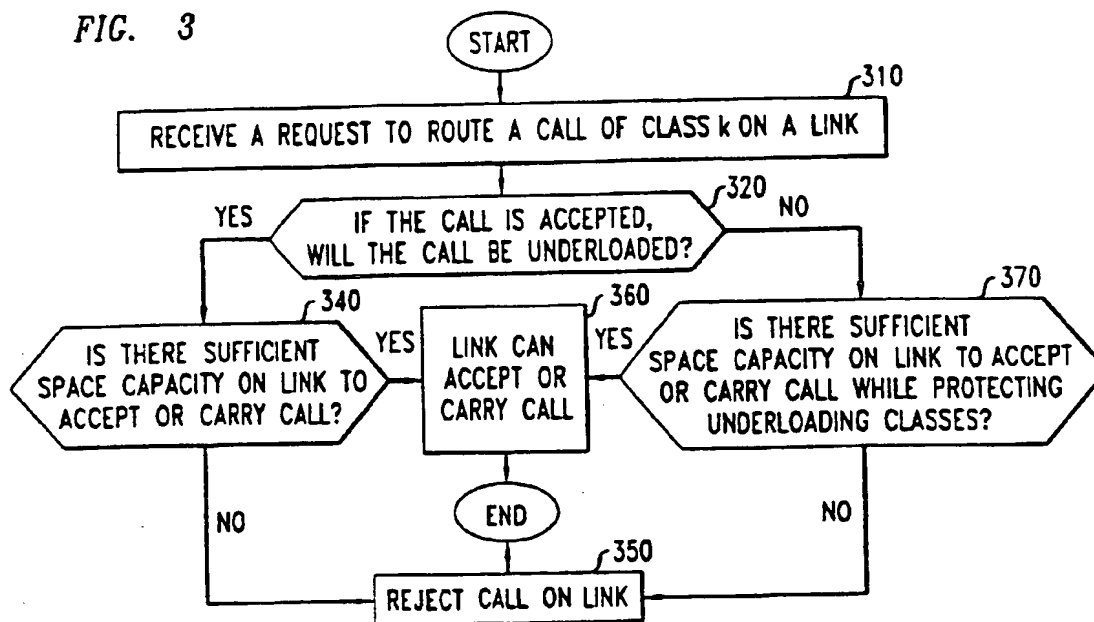 FIG. 3
START
310
RECEIVE A REQUEST TO ROUTE A CALL OF CLASS k ON A LINK
320
YES
IF THE CALL IS ACCEPTED,
WILL THE CALL BE UNDERLOADED?
NO
340
IS THERE SUFFICIENT
SPACE CAPACITY ON LINK TO
ACCEPT OR CARRY CALL?
YES
360
LINK CAN
ACCEPT OR
CARRY CALL
YES
370
IS THERE SUFFICIENT
SPACE CAPACITY ON LINK TO ACCEPT
OR CARRY CALL WHILE PROTECTING
UNDERLOADING CLASSES?
NO
END
NO
350
REJECT CALL ON LINK